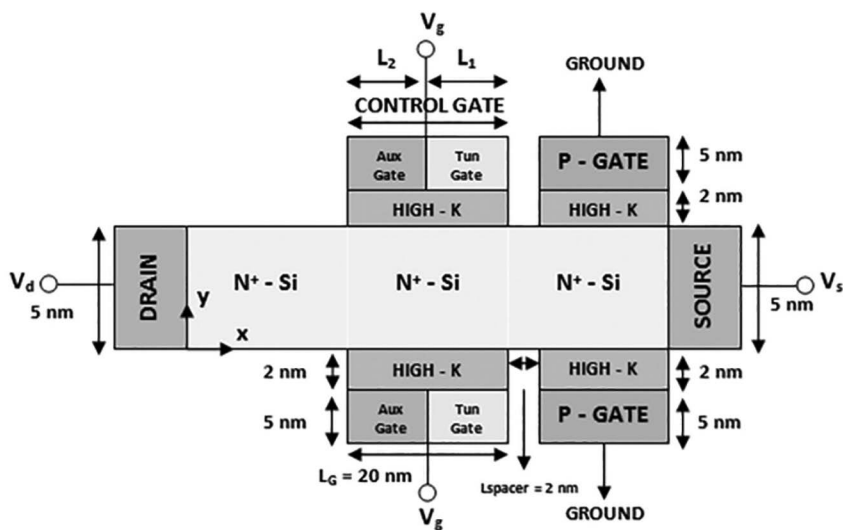 Vg
L2 L1
GROUND
CONTROL GATE
Aux Gate
Tun Gate
P - GATE
5 nm
HIGH - K
HIGH - K
2 nm
Vd
5 nm
DRAIN
y
x
N+ - Si
N+ - Si
N+ - Si
SOURCE
Vs
5 nm
2 nm
HIGH - K
HIGH - K
2 nm
5 nm
Aux Gate
Tun Gate
P - GATE
5 nm
LG = 20 nm
Lspacer = 2 nm
Vg
GROUND